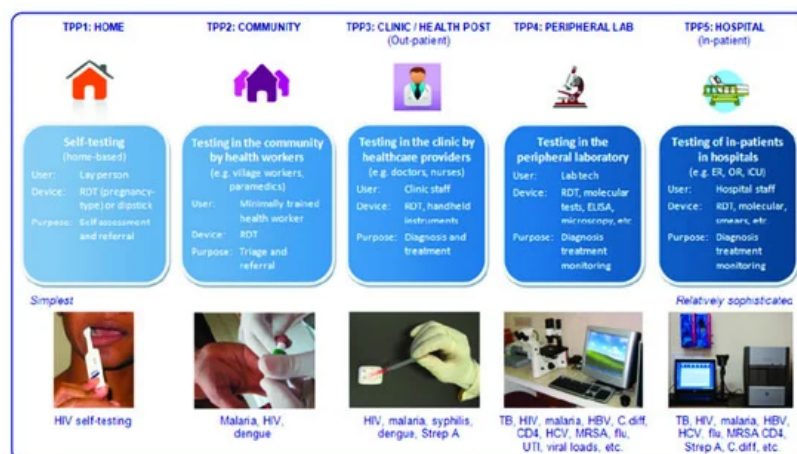 TPP1: HOME
TPP2: COMMUNITY
TPP3: CLINIC / HEALTH POST
(Out-patient)
TPP4: PERIPHERAL LAB
TPP5: HOSPITAL
(In-patient)
Self-testing
(home-based)
User: Lay person
Device: RDT (pregnancy-
type) or dipstick
Purpose: Self assessment
and referral
Testing in the community
by health workers
(e.g. village workers,
paramedics)
User: Minimally trained
health worker
Device: RDT
Purpose: Triage and
referral
Testing in the clinic by
healthcare providers
(e.g. doctors, nurses)
User: Clinic staff
Device: RDT, handheld
instruments
Purpose: Diagnosis and
treatment
Testing in the
peripheral laboratory
User: Lab tech
Device: RDT, molecular
tests, ELISA,
microscopy, etc
Purpose: Diagnosis
treatment
monitoring
Testing of in-patients
in hospitals
(e.g. ER, OR, ICU)
User: Hospital staff
Device: RDT, molecular,
smears, etc.
Purpose: Diagnosis
treatment
monitoring
Simplest
Relatively sophisticated
HIV self-testing
Malaria, HIV,
dengue
HIV, malaria, syphilis,
dengue, Strep A
TB, HIV, malaria, HBV, C.diff,
CD4, HCV, MRSA, flu,
UTI, viral loads, etc.
TB, HIV, malaria, HBV,
HCV, flu, MRSA CD4,
Strep A, C.diff, etc.